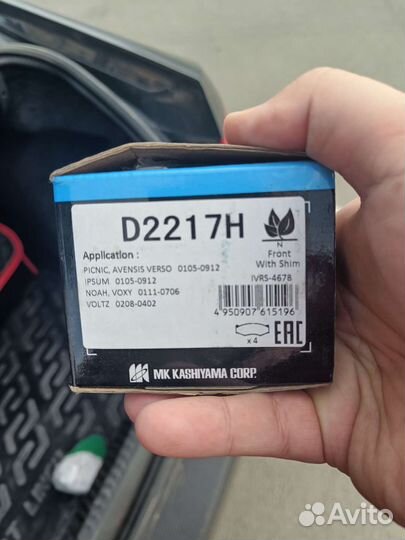 D2217H
N
Front
With Shim
Application :
PICNIC, AVENSIS VERSO 0105-0912
IPSUM 0105-0912
NOAH, VOXY 0111-0706
VOLTZ 0208-0402
IVRS-4678
4 950907 615196
x4
EAC
MK KASHIYAMA CORP.
Avito